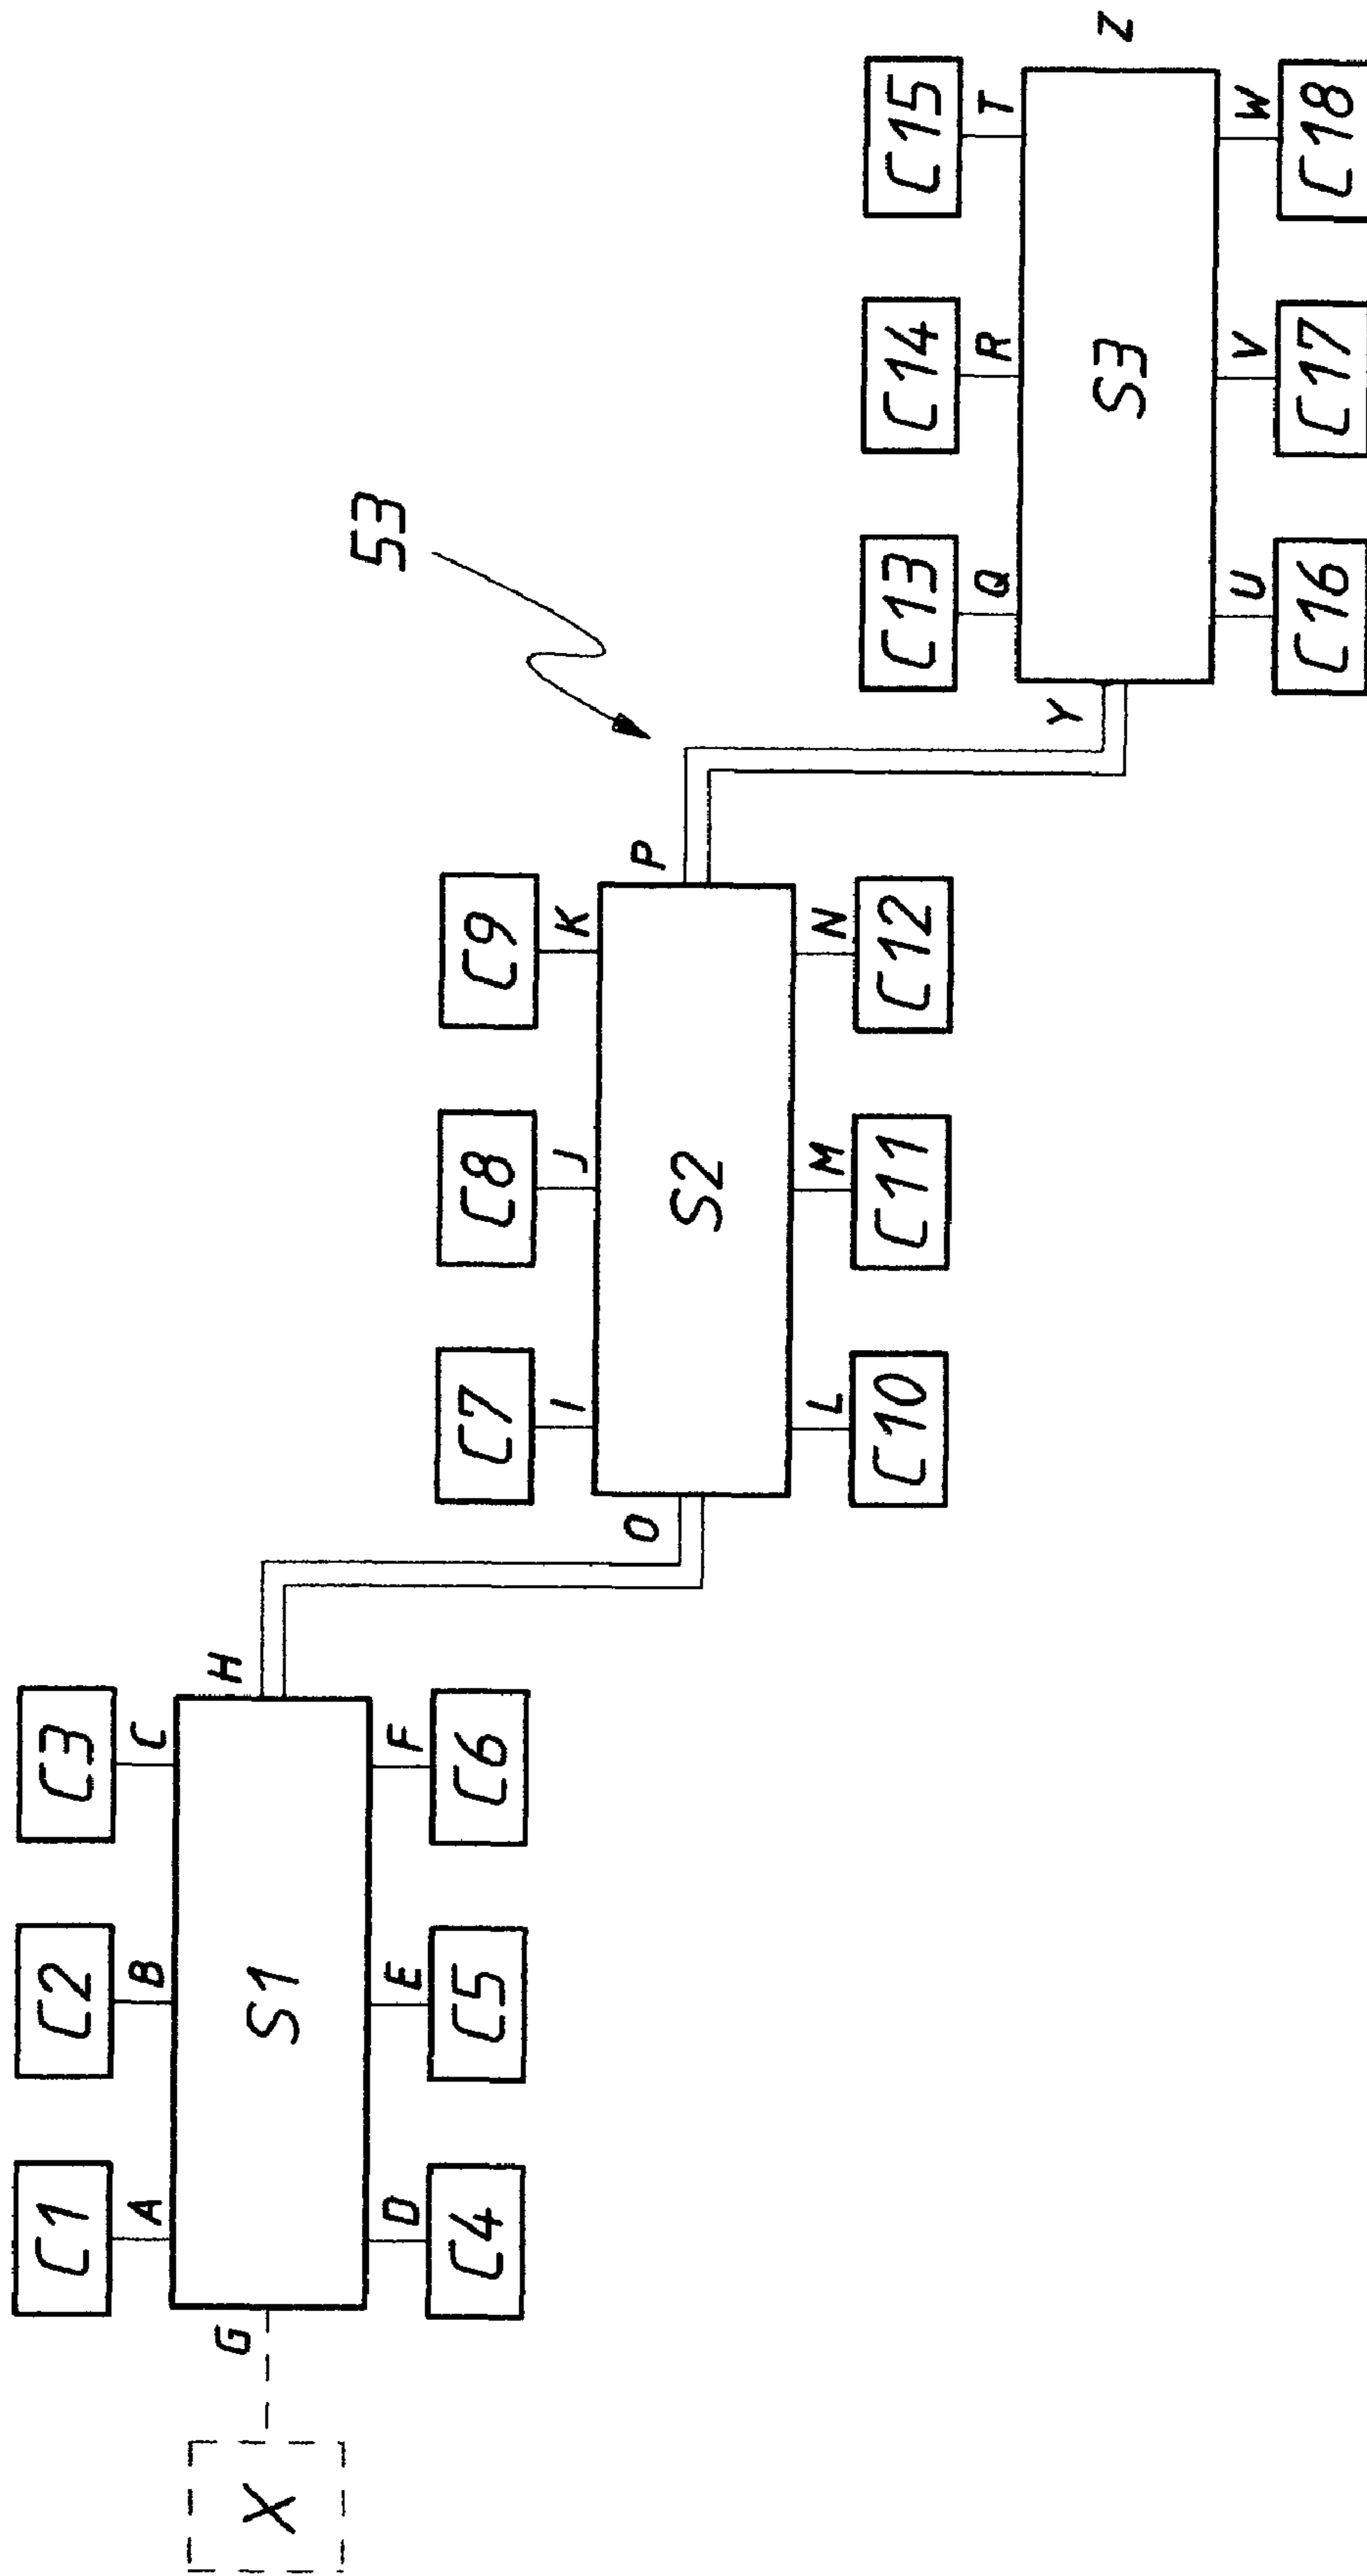 C1
C2
C3
A
B
C
X
G
S1
H
D
E
F
C4
C5
C6
C7
C8
C9
I
J
K
O
S2
P
L
M
N
C10
C11
C12
53
C13
C14
C15
Q
R
T
Y
S3
Z
U
V
W
C16
C17
C18